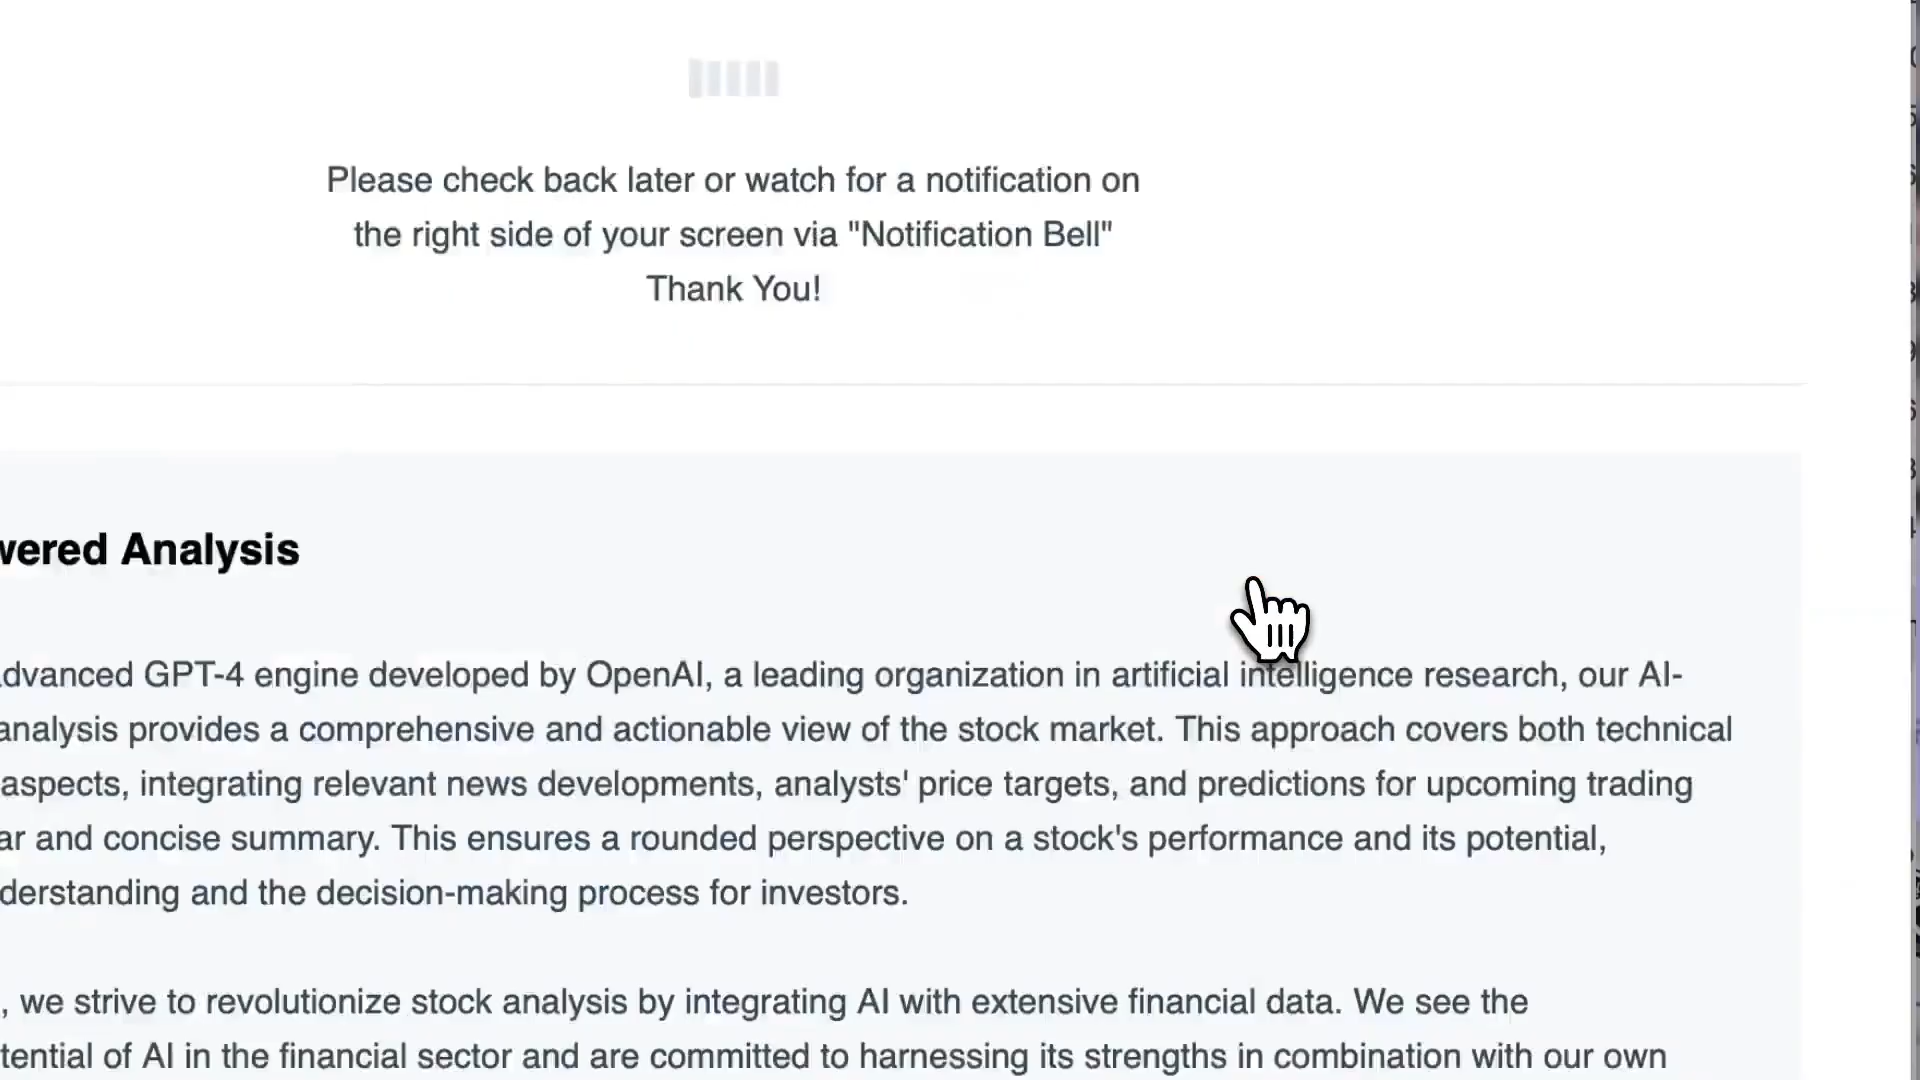 Please check back later or watch for a notification on
the right side of your screen via "Notification Bell"
Thank You!
Analysis
GPT-4 engine developed by OpenAI, a leading organization in artificial intelligence research, our AI-
analysis provides a comprehensive and actionable view of the stock market. This approach covers both technical
aspects, integrating relevant news developments, analysts' price targets, and predictions for upcoming trading
and concise summary. This ensures a rounded perspective on a stock's performance and its potential,
and the decision-making process for investors.
, we strive to revolutionize stock analysis by integrating AI with extensive financial data. We see the
of AI in the financial sector and are committed to harnessing its strengths in combination with our own